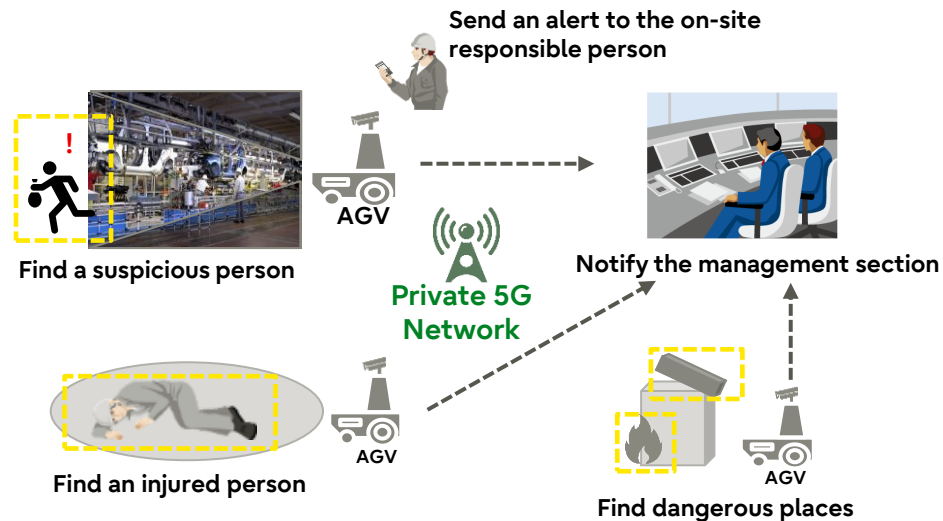 Send an alert to the on-site
responsible person
!
AGV
Find a suspicious person
Private 5G
Network
Notify the management section
AGV
Find an injured person
AGV
Find dangerous places